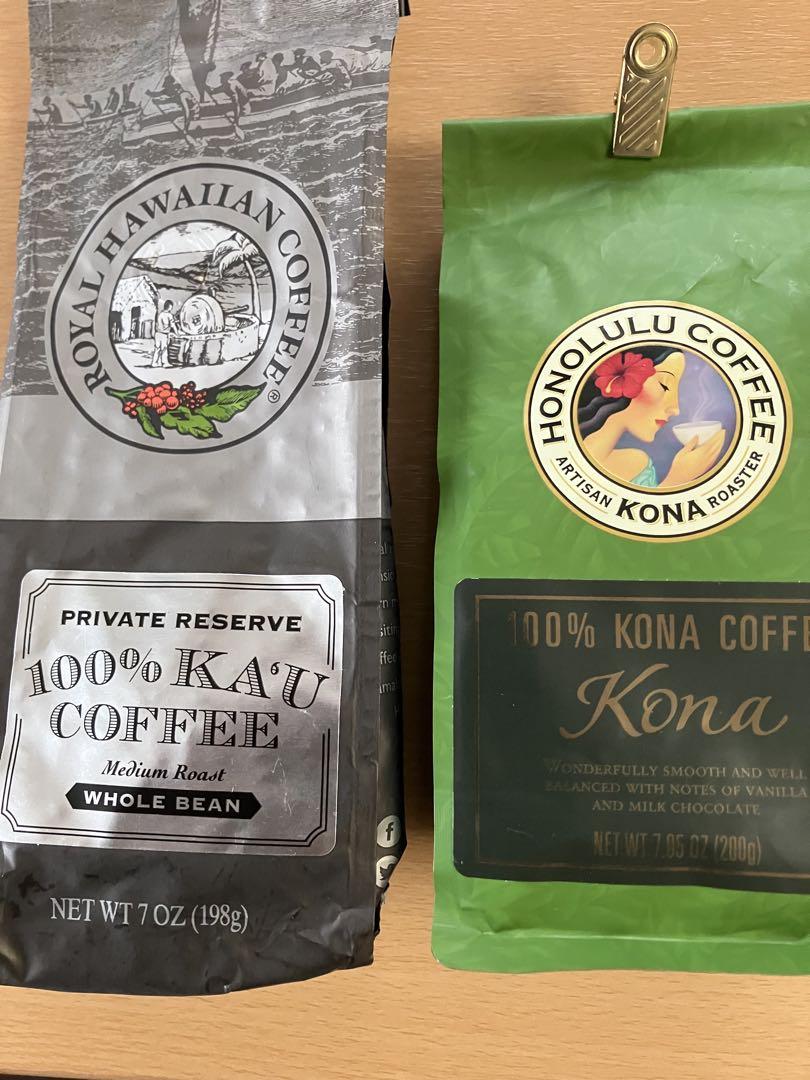 ROYAL HAWAIIAN COFFEE®
PRIVATE RESERVE
100% KA‘U
COFFEE
Medium Roast
WHOLE BEAN
NET WT 7 OZ (198g)
HONOLULU COFFEE
ARTISAN KONA ROASTER
100% KONA COFFE
Kona
WONDERFULLY SMOOTH AND WELL
BALANCED WITH NOTES OF VANILLA
AND MILK CHOCOLATE
NET WT 7.05 OZ (200g)